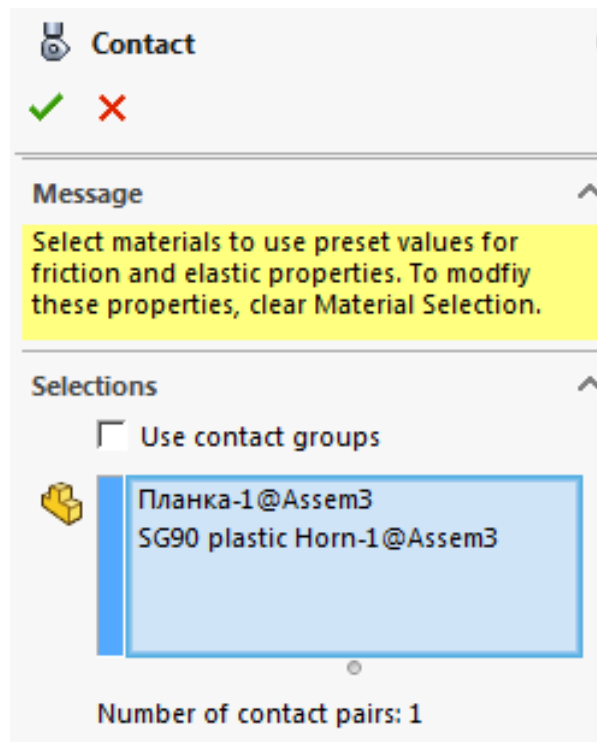 Contact
Message
Select materials to use preset values for
friction and elastic properties. To modfiy
these properties, clear Material Selection.
Selections
Use contact groups
Планка-1@Assem3
SG90 plastic Horn-1@Assem3
Number of contact pairs: 1